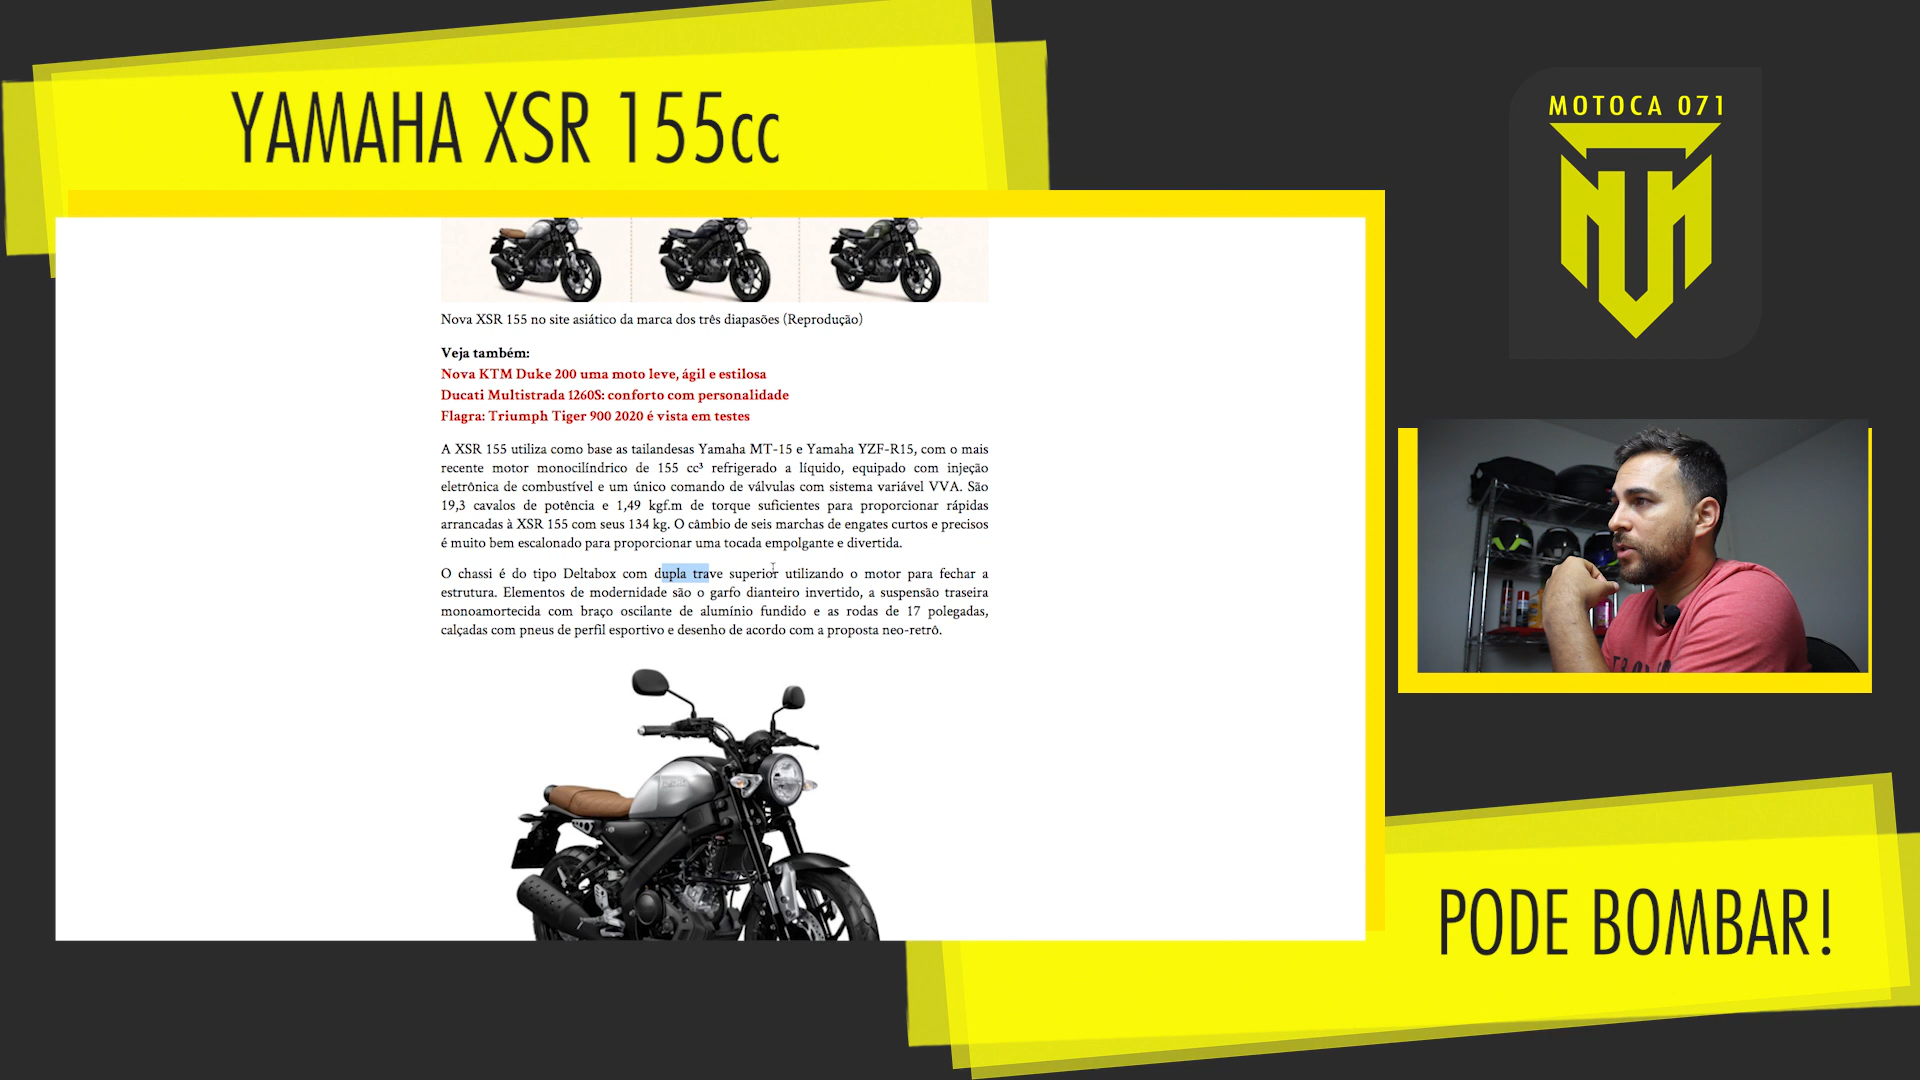 YAMAHA XSR 155cc
MOTOCA 071
Nova XSR 155 no site asiático da marca dos três diapasões (Reprodução)
Veja também:
Nova KTM Duke 200 uma moto leve, ágil e estilosa
Ducati Multistrada 1260S: conforto com personalidade
Flagra: Triumph Tiger 900 2020 é vista em testes
A XSR 155 utiliza como base as tailandesas Yamaha MT-15 e Yamaha YZF-R15, com o mais
recente motor monocilíndrico de 155 cc³ refrigerado a líquido, equipado com injeção
eletrônica de combustível e um único comando de válvulas com sistema variável VVA. São
19,3 cavalos de potência e 1,49 kgf.m de torque suficientes para proporcionar rápidas
arrancadas à XSR 155 com seus 134 kg. O câmbio de seis marchas de engates curtos e precisos
é muito bem escalonado para proporcionar uma tocada empolgante e divertida.
O chassi é do tipo Deltabox com dupla trave superior utilizando o motor para fechar a
estrutura. Elementos de modernidade são o garfo dianteiro invertido, a suspensão traseira
monoamortecida com braço oscilante de alumínio fundido e as rodas de 17 polegadas,
calçadas com pneus de perfil esportivo e desenho de acordo com a proposta neo-retrô.
PODE BOMBAR!